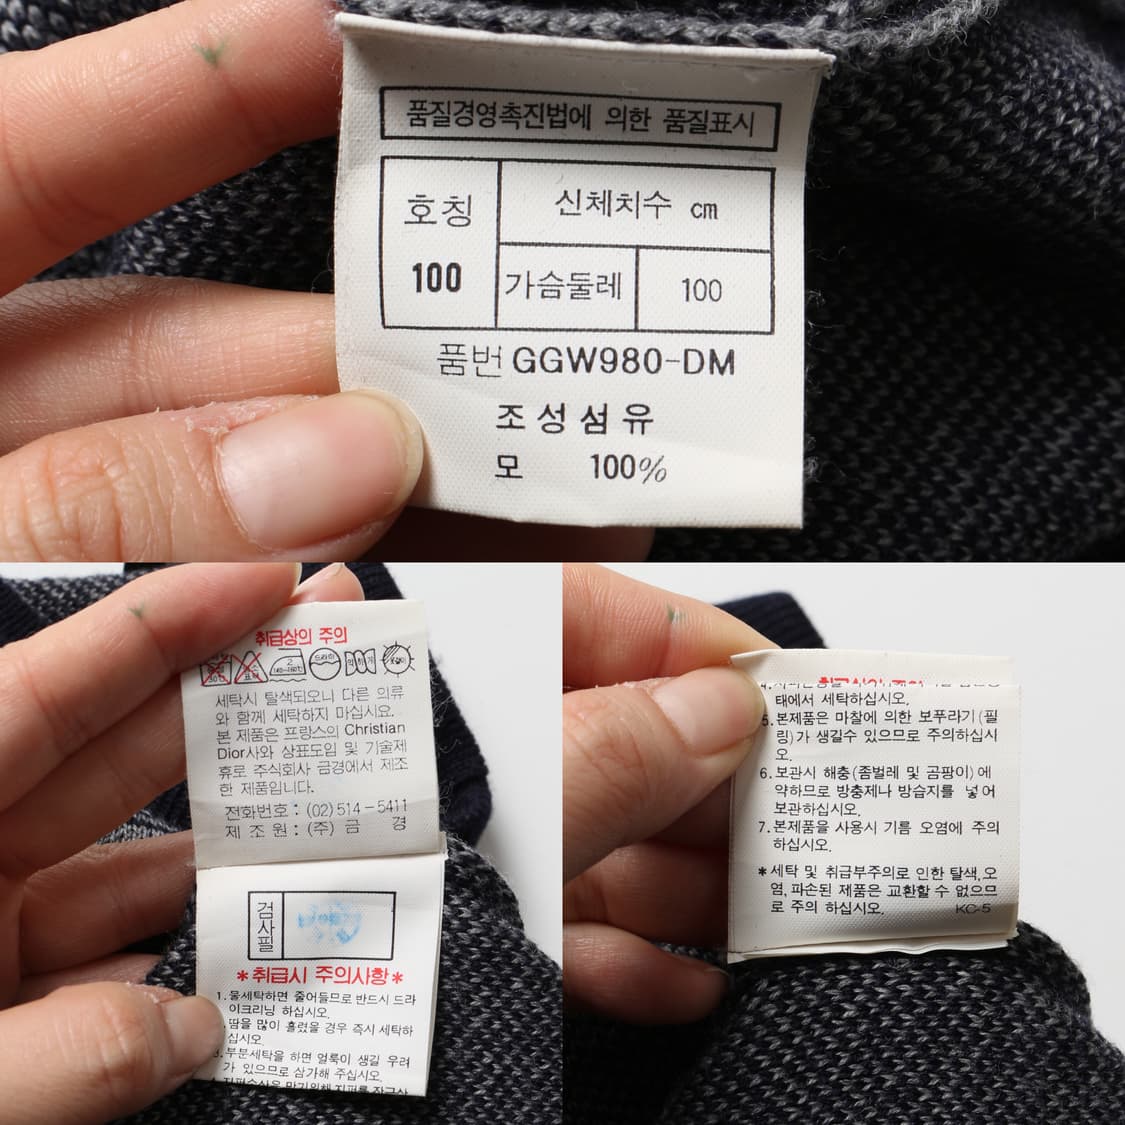 품질경영촉진법에 의한 품질표시
호칭
100
신체치수 cm
가슴둘레 100
품번 GGW980-DM
조성섬유
모 100%
취급상의 주의
세탁시 탈색되오니 다른 의류
와 함께 세탁하지 마십시요.
본 제품은 프랑스의 Christian
Dior사와 상표도입 및 기술제
휴로 주식회사 금경에서 제조
한 제품입니다.
전화번호 : (02) 514-5411
제 조 원 : (주) 금 경
검사필
*취급시 주의사항*
1. 물세탁하면 줄어들므로 반드시 드라
이크리닝 하십시오.
땀을 많이 흘렸을 경우 즉시 세탁하
십시오.
3. 부분세탁을 하면 얼룩이 생길 우려
가 있으므로 삼가해 주십시오.
태에서 세탁하십시오.
5. 본제품은 마찰에 의한 보푸라기(필
링)가 생길수 있으므로 주의하십시
오.
6. 보관시 해충(좀벌레 및 곰팡이)에
약하므로 방충제나 방습지를 넣어
보관하십시오.
7. 본제품을 사용시 기름 오염에 주의
하십시오.
*세탁 및 취급부주의로 인한 탈색, 오
염, 파손된 제품은 교환할 수 없으므
로 주의 하십시오. KC-5